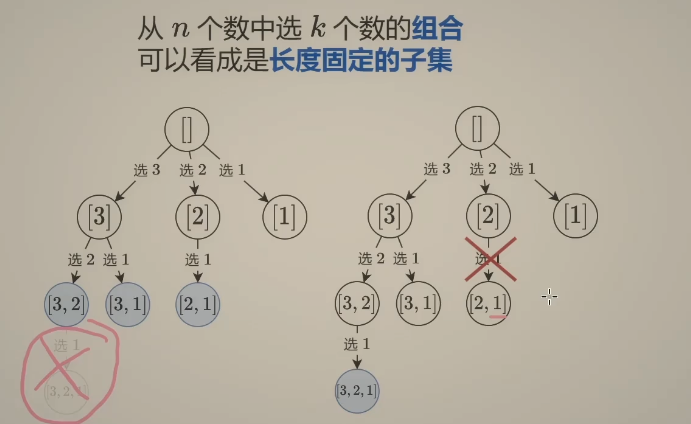 从 n 个数中选 k 个数的组合
可以看成是长度固定的子集
[] []
选 3 选 2 选 1 选 3 选 2 选 1
[3] [2] [1] [3] [2] [1]
选 2 选 1 选 1 选 2 选 1 选 1
[3,2] [3,1] [2,1] [3,2] [3,1] [2,1]
选 1 选 1
[3,2,1] [3,2,1]